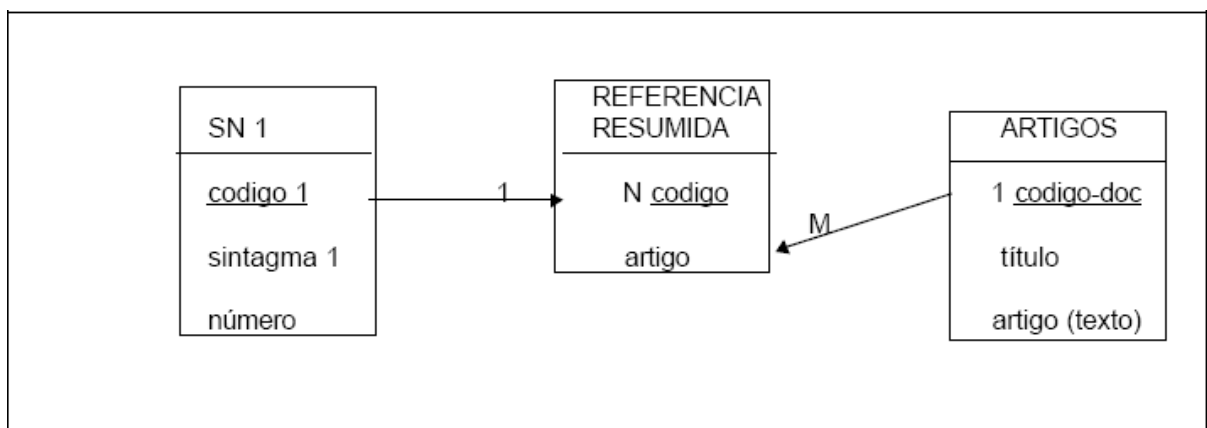 SN 1
codigo 1
sintagma 1
número
1
REFERENCIA
RESUMIDA
N codigo
artigo
M
ARTIGOS
1 codigo-doc
título
artigo (texto)